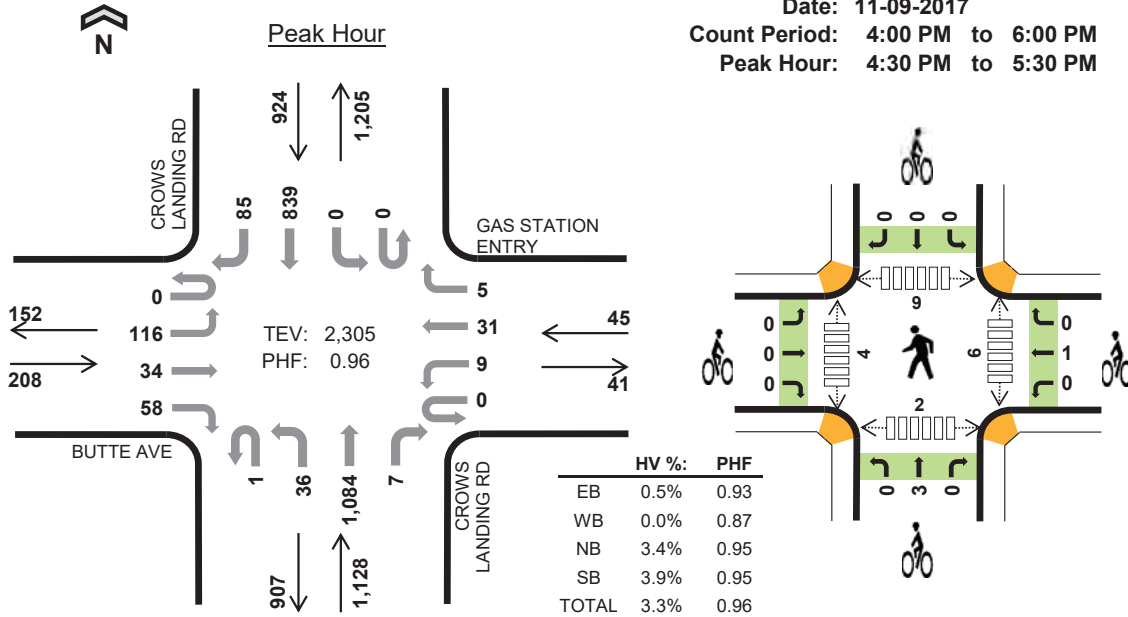 Date: 11-09-2017
Count Period: 4:00 PM to 6:00 PM
Peak Hour: 4:30 PM to 5:30 PM
N
Peak Hour
924
1,205
CROWS
LANDING RD
85
839
0
0
GAS STATION
ENTRY
0
116
34
58
152
208
TEV: 2,305
PHF: 0.96
5
31
9
0
45
41
BUTTE AVE
1
36
1,084
7
CROWS
LANDING RD
907
1,128
HV %: PHF
EB 0.5% 0.93
WB 0.0% 0.87
NB 3.4% 0.95
SB 3.9% 0.95
TOTAL 3.3% 0.96
0 0 0
9
0
0
0
4
6
0
1
0
2
0 3 0